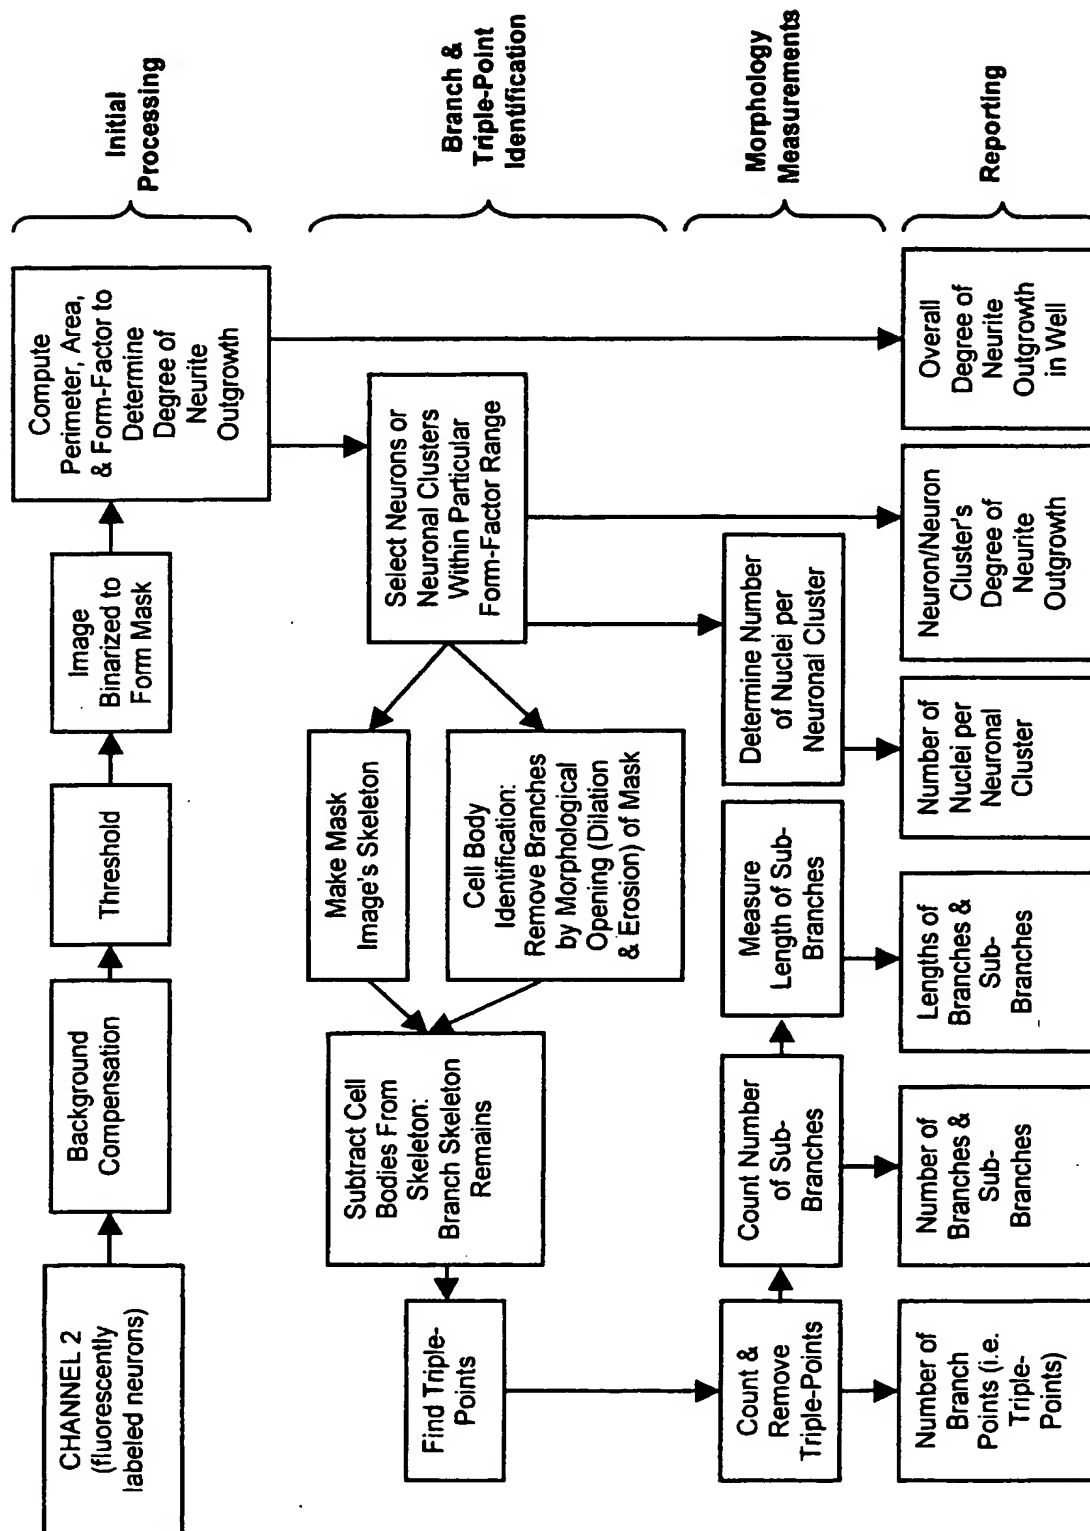 CHANNEL 2
(fluorescently
labeled neurons)
Background
Compensation
Threshold
Image
Binarized to
Form Mask
Compute
Perimeter, Area,
& Form-Factor to
Determine
Degree of
Neurite
Outgrowth
Initial
Processing
Find Triple-
Points
Subtract Cell
Bodies From
Skeleton:
Branch Skeleton
Remains
Make Mask
Image's Skeleton
Cell Body
Identification:
Remove Branches
by Morphological
Opening (Dilation
& Erosion) of Mask
Select Neurons or
Neuronal Clusters
Within Particular
Form-Factor Range
Branch &
Triple-Point
Identification
Count &
Remove
Triple-Points
Count Number
of Sub-
Branches
Measure
Length of Sub-
Branches
Determine Number
of Nuclei per
Neuronal Cluster
Morphology
Measurements
Number of
Branch
Points (i.e.
Triple-
Points)
Number of
Branches &
Sub-
Branches
Lengths of
Branches &
Sub-
Branches
Number of
Nuclei per
Neuronal
Cluster
Neuron/Neuron
Cluster's
Degree of
Neurite
Outgrowth
Overall
Degree of
Neurite
Outgrowth
in Well
Reporting